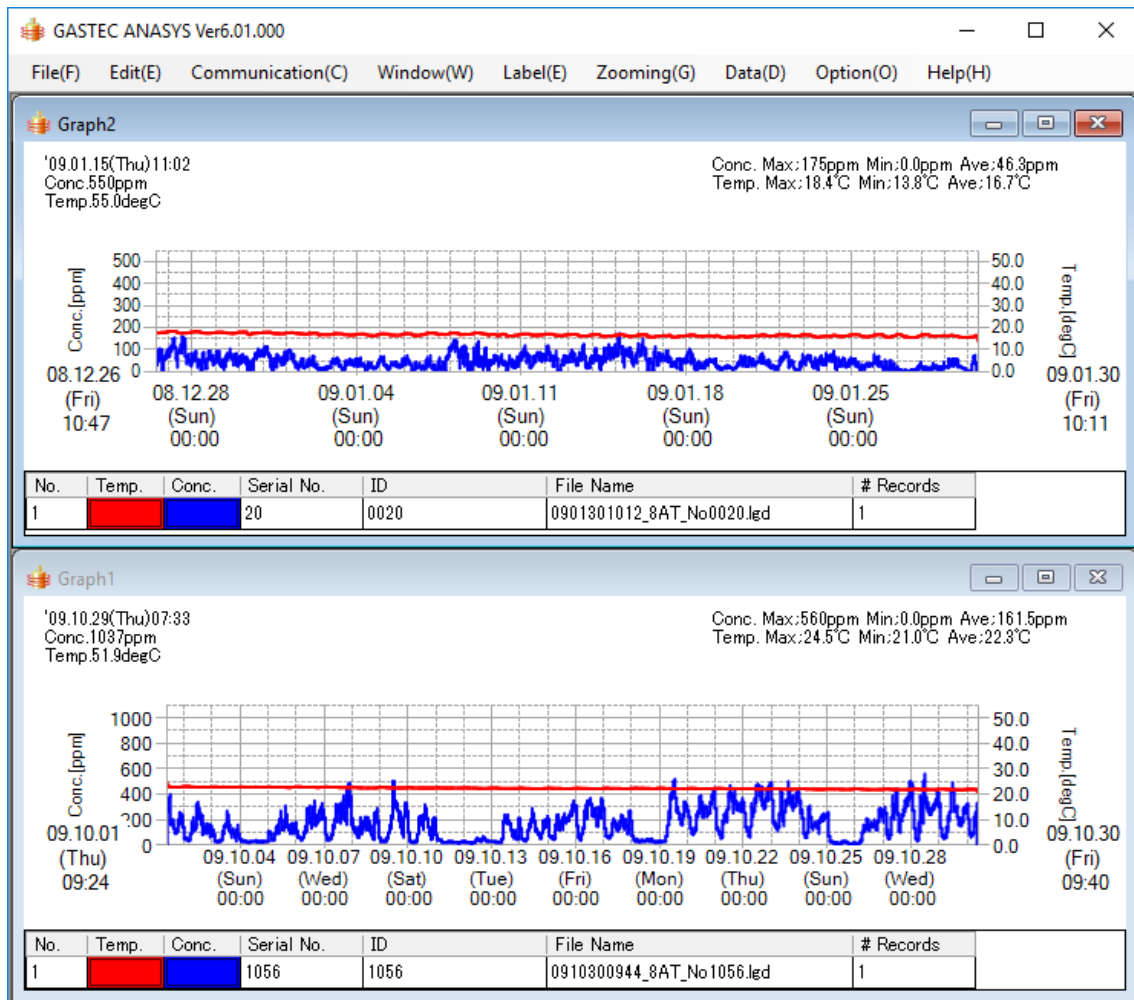 GASTEC ANASYS Ver6.01.000
File(F) Edit(E) Communication(C) Window(W) Label(E) Zooming(G) Data(D) Option(O) Help(H)
Graph2
'09.01.15(Thu)11:02
Conc.550ppm
Temp.55.0degC
Conc. Max;175ppm Min;0.0ppm Ave;46.3ppm
Temp. Max;18.4℃ Min;13.8℃ Ave;16.7℃
Conc.[ppm]
500
400
300
200
100
0
50.0
40.0
30.0
20.0
10.0
0.0
Temp.[degC]
08.12.26
(Fri)
10:47
08.12.28 09.01.04 09.01.11 09.01.18 09.01.25
(Sun) (Sun) (Sun) (Sun) (Sun)
00:00 00:00 00:00 00:00 00:00
09.01.30
(Fri)
10:11
No. Temp. Conc. Serial No. ID File Name # Records
1 20 0020 0901301012_8AT_No0020.lgd 1
Graph1
'09.10.29(Thu)07:33
Conc.1037ppm
Temp.51.9degC
Conc. Max;560ppm Min;0.0ppm Ave;161.5ppm
Temp. Max;24.5℃ Min;21.0℃ Ave;22.3℃
Conc.[ppm]
1000
800
600
400
200
0
50.0
40.0
30.0
20.0
10.0
0.0
Temp.[degC]
09.10.01
(Thu)
09:24
09.10.04 09.10.07 09.10.10 09.10.13 09.10.16 09.10.19 09.10.22 09.10.25 09.10.28
(Sun) (Wed) (Sat) (Tue) (Fri) (Mon) (Thu) (Sun) (Wed)
00:00 00:00 00:00 00:00 00:00 00:00 00:00 00:00 00:00
09.10.30
(Fri)
09:40
No. Temp. Conc. Serial No. ID File Name # Records
1 1056 1056 0910300944_8AT_No1056.lgd 1